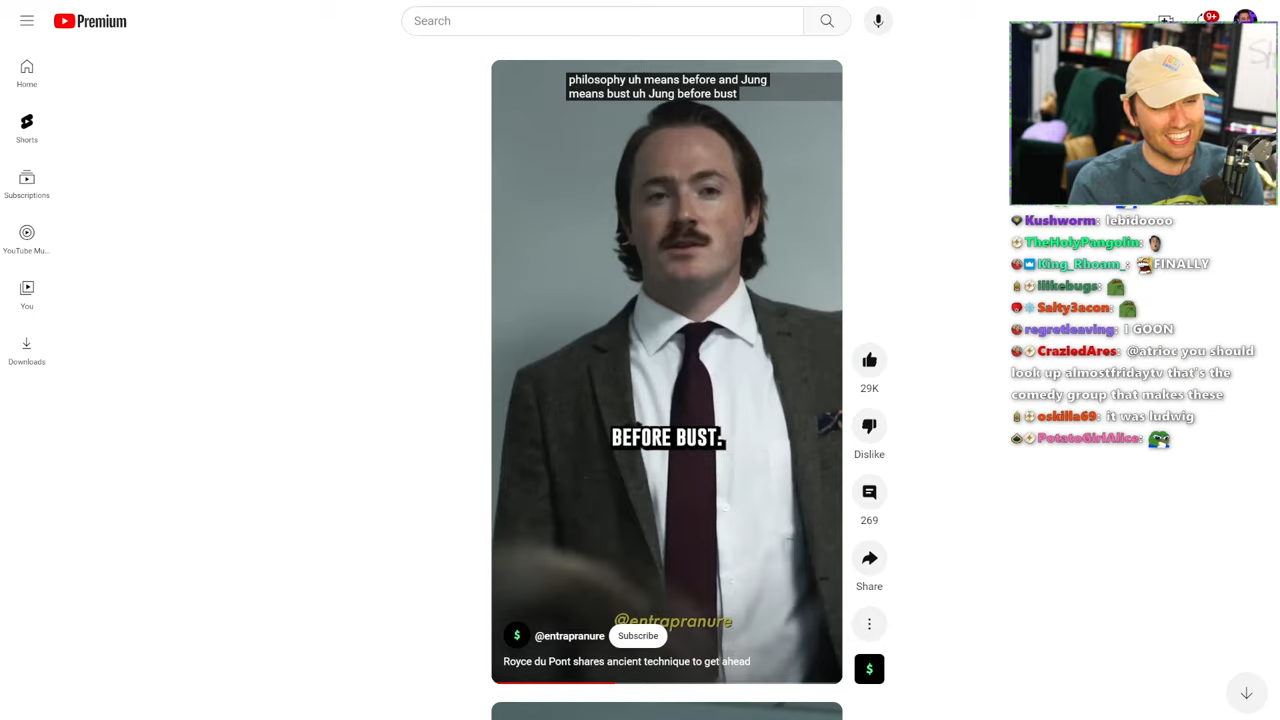 Premium
Search
9+
Home
Shorts
Subscriptions
YouTube Mu...
You
Downloads
philosophy uh means before and Jung
means bust uh Jung before bust
BEFORE BUST.
@entrapranure
$ @entrapranure Subscribe
Royce du Pont shares ancient technique to get ahead
29K
Dislike
269
Share
$
Kushworm: lebidoooo
TheHolyPangolin:
King_Rhoam_: FINALLY
liikebugs:
Salty3acon:
regretleaving: I GOON
CraziedAres: @atrioc you should
look up almostfridaytv that's the
comedy group that makes these
oskilla69: it was ludwig
PotatoGirlAlice: